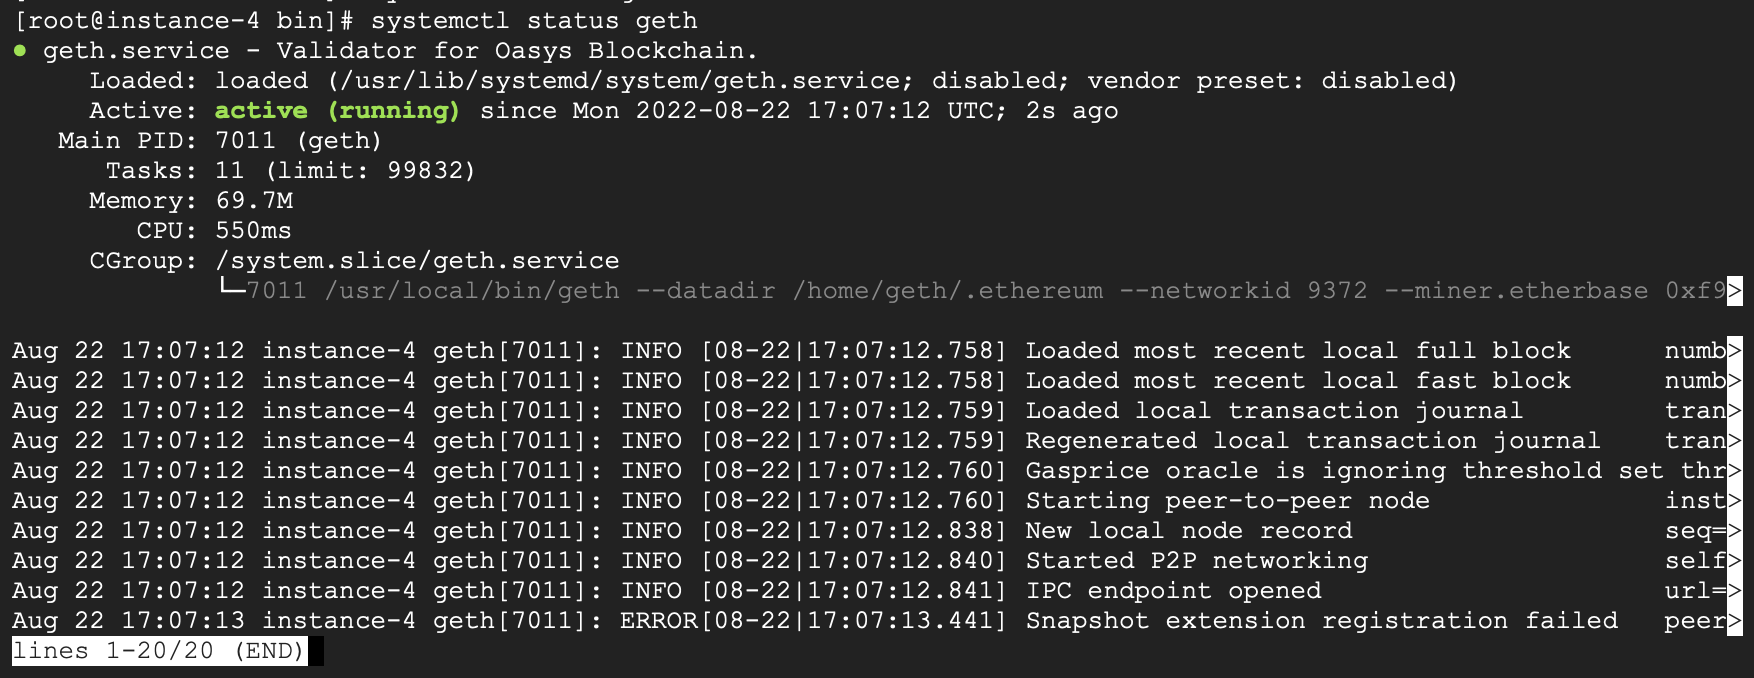 [root@instance-4 bin]# systemctl status geth
● geth.service - Validator for Oasys Blockchain.
Loaded: loaded (/usr/lib/systemd/system/geth.service; disabled; vendor preset: disabled)
Active: active (running) since Mon 2022-08-22 17:07:12 UTC; 2s ago
Main PID: 7011 (geth)
Tasks: 11 (limit: 99832)
Memory: 69.7M
CPU: 550ms
CGroup: /system.slice/geth.service
└─7011 /usr/local/bin/geth --datadir /home/geth/.ethereum --networkid 9372 --miner.etherbase 0xf9>
Aug 22 17:07:12 instance-4 geth[7011]: INFO [08-22|17:07:12.758] Loaded most recent local full block numb>
Aug 22 17:07:12 instance-4 geth[7011]: INFO [08-22|17:07:12.758] Loaded most recent local fast block numb>
Aug 22 17:07:12 instance-4 geth[7011]: INFO [08-22|17:07:12.759] Loaded local transaction journal tran>
Aug 22 17:07:12 instance-4 geth[7011]: INFO [08-22|17:07:12.759] Regenerated local transaction journal tran>
Aug 22 17:07:12 instance-4 geth[7011]: INFO [08-22|17:07:12.760] Gasprice oracle is ignoring threshold set thr>
Aug 22 17:07:12 instance-4 geth[7011]: INFO [08-22|17:07:12.760] Starting peer-to-peer node inst>
Aug 22 17:07:12 instance-4 geth[7011]: INFO [08-22|17:07:12.838] New local node record seq=>
Aug 22 17:07:12 instance-4 geth[7011]: INFO [08-22|17:07:12.840] Started P2P networking self>
Aug 22 17:07:12 instance-4 geth[7011]: INFO [08-22|17:07:12.841] IPC endpoint opened url=>
Aug 22 17:07:13 instance-4 geth[7011]: ERROR[08-22|17:07:13.441] Snapshot extension registration failed peer>
lines 1-20/20 (END)